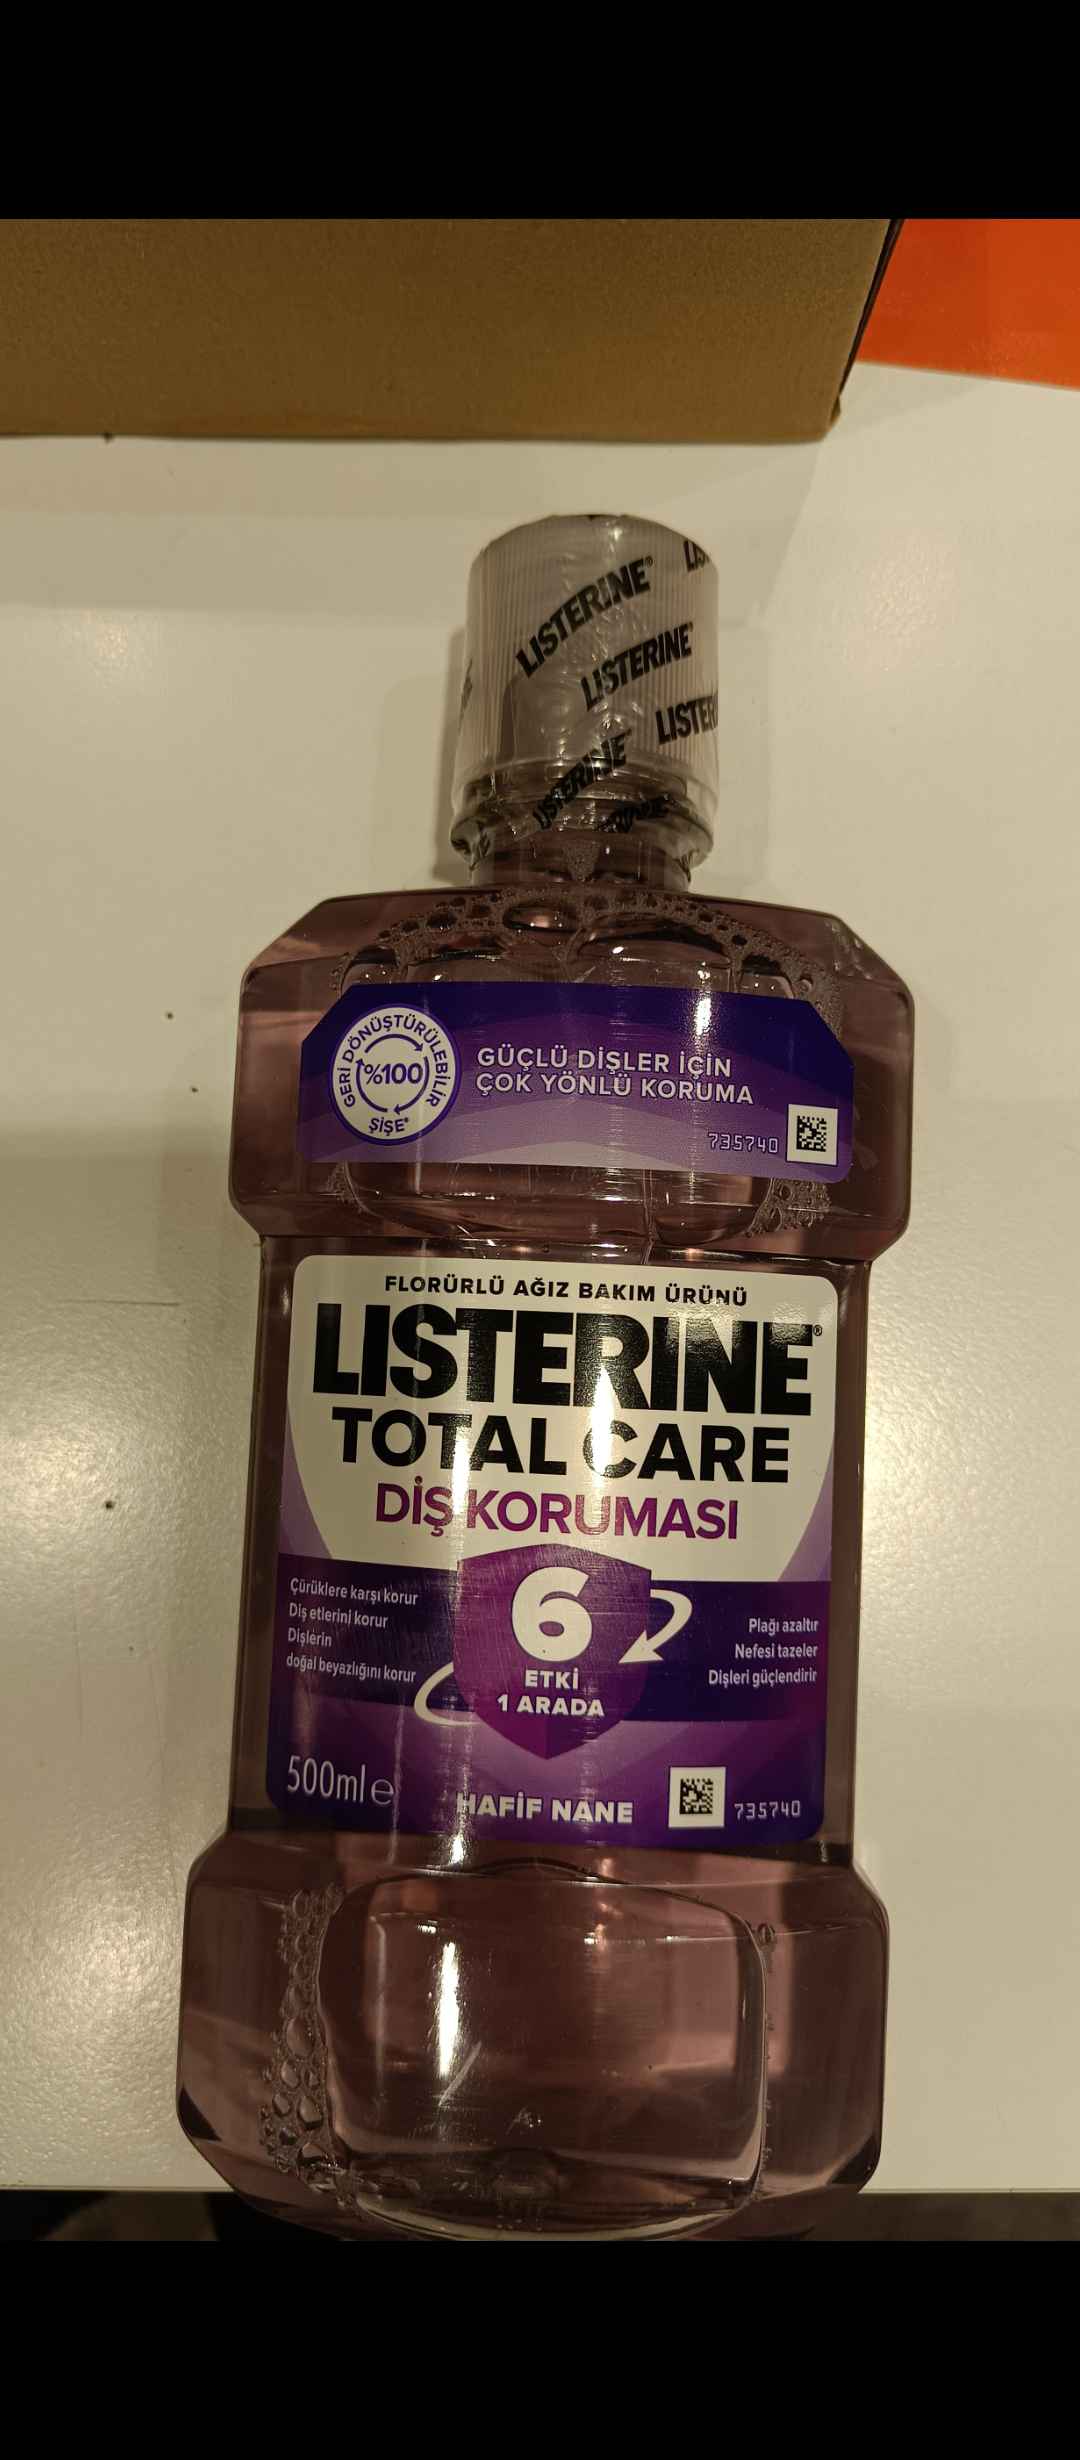 LISTERINE®
LISTERINE®
LISTER
LISTERINE
GERİ DÖNÜŞTÜRÜLEBİLİR
%100
ŞİŞE*
GÜÇLÜ DİŞLER İÇİN
ÇOK YÖNLÜ KORUMA
735740
FLORÜRLÜ AĞIZ BAKIM ÜRÜNÜ
LISTERINE®
TOTAL CARE
DİŞ KORUMASI
Çürüklere karşı korur
Diş etlerini korur
Dişlerin
doğal beyazlığını korur
6
ETKİ
1 ARADA
Plağı azaltır
Nefesi tazeler
Dişleri güçlendirir
500ml e
HAFİF NANE
735740